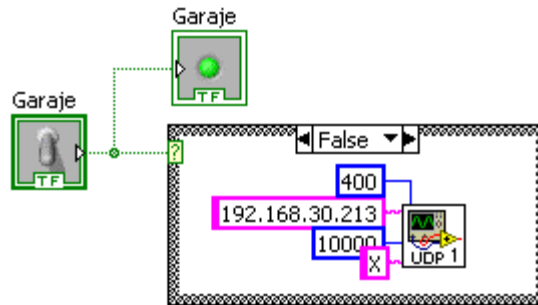 Garaje
TF
Garaje
TF
?
False
400
192.168.30.213
10000
X
UDP 1